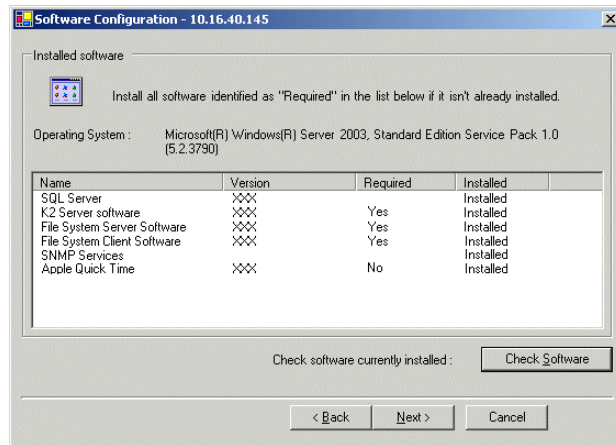 Software Configuration - 10.16.40.145
Installed software
Install all software identified as "Required" in the list below if it isn't already installed.
Operating System : Microsoft(R) Windows(R) Server 2003, Standard Edition Service Pack 1.0
(5.2.3790)
Name Version Required Installed
SQL Server XXX Installed
K2 Server software XXX Yes Installed
File System Server Software XXX Yes Installed
File System Client Software XXX Yes Installed
SNMP Services Installed
Apple Quick Time XXX No Installed
Check software currently installed : Check Software
< Back Next > Cancel